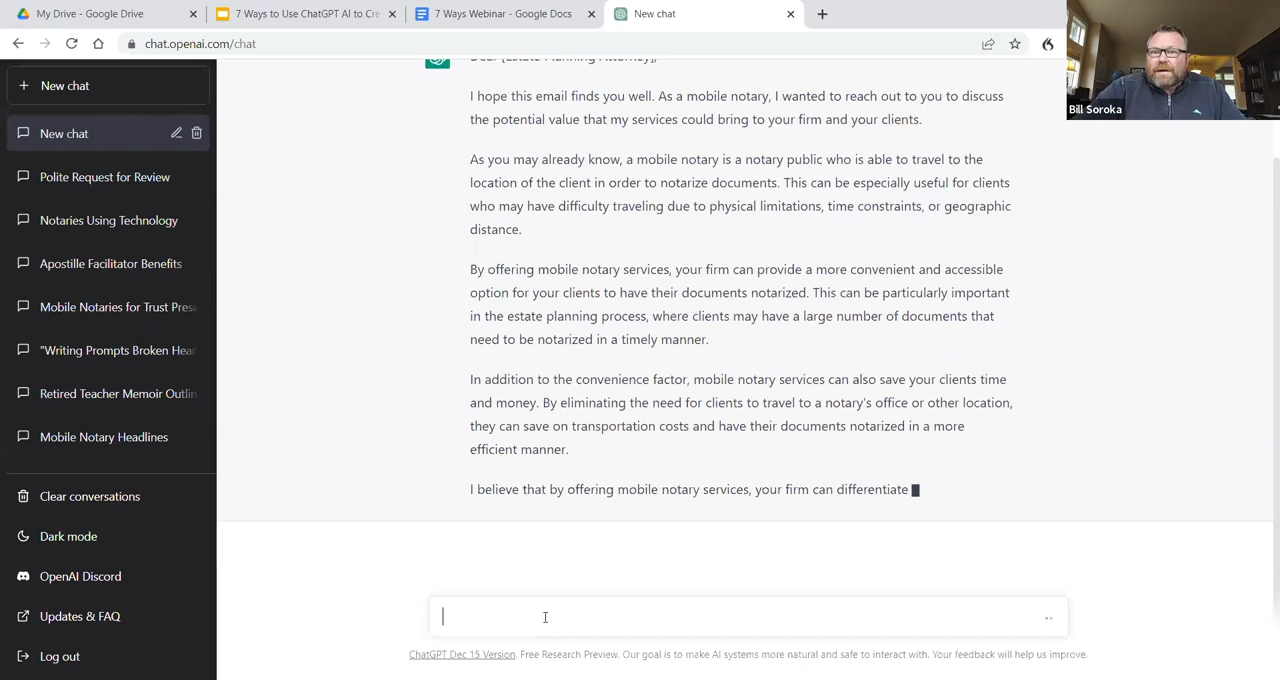 My Drive - Google Drive
7 Ways to Use ChatGPT AI to Cre
7 Ways Webinar - Google Docs
New chat
chat.openai.com/chat
Bill Soroka
New chat
New chat
Polite Request for Review
Notaries Using Technology
Apostille Facilitator Benefits
Mobile Notaries for Trust Pres
"Writing Prompts Broken Hear
Retired Teacher Memoir Outlin
Mobile Notary Headlines
Clear conversations
Dark mode
OpenAI Discord
Updates & FAQ
Log out
Dear [Estate Planning Attorney],
I hope this email finds you well. As a mobile notary, I wanted to reach out to you to discuss
the potential value that my services could bring to your firm and your clients.
As you may already know, a mobile notary is a notary public who is able to travel to the
location of the client in order to notarize documents. This can be especially useful for clients
who may have difficulty traveling due to physical limitations, time constraints, or geographic
distance.
By offering mobile notary services, your firm can provide a more convenient and accessible
option for your clients to have their documents notarized. This can be particularly important
in the estate planning process, where clients may have a large number of documents that
need to be notarized in a timely manner.
In addition to the convenience factor, mobile notary services can also save your clients time
and money. By eliminating the need for clients to travel to a notary's office or other location,
they can save on transportation costs and have their documents notarized in a more
efficient manner.
I believe that by offering mobile notary services, your firm can differentiate
ChatGPT Dec 15 Version. Free Research Preview. Our goal is to make AI systems more natural and safe to interact with. Your feedback will help us improve.